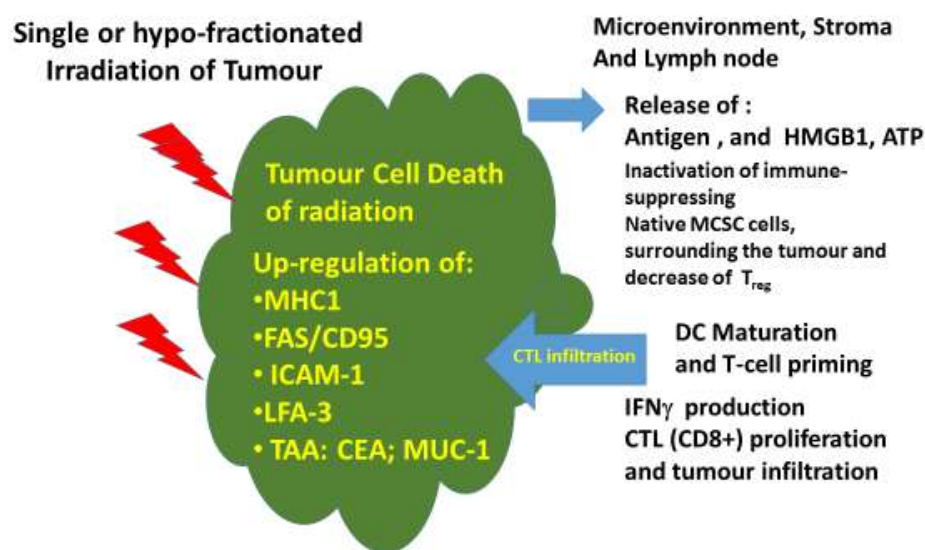 Single or hypo-fractionated
Irradiation of Tumour
Tumour Cell Death
of radiation
Up-regulation of:
•MHC1
•FAS/CD95
• ICAM-1
•LFA-3
• TAA: CEA; MUC-1
Microenvironment, Stroma
And Lymph node
Release of :
Antigen , and HMGB1, ATP
Inactivation of immune-
suppressing
Native MCSC cells,
surrounding the tumour and
decrease of Treg
CTL infiltration
DC Maturation
and T-cell priming
IFNγ production
CTL (CD8+) proliferation
and tumour infiltration